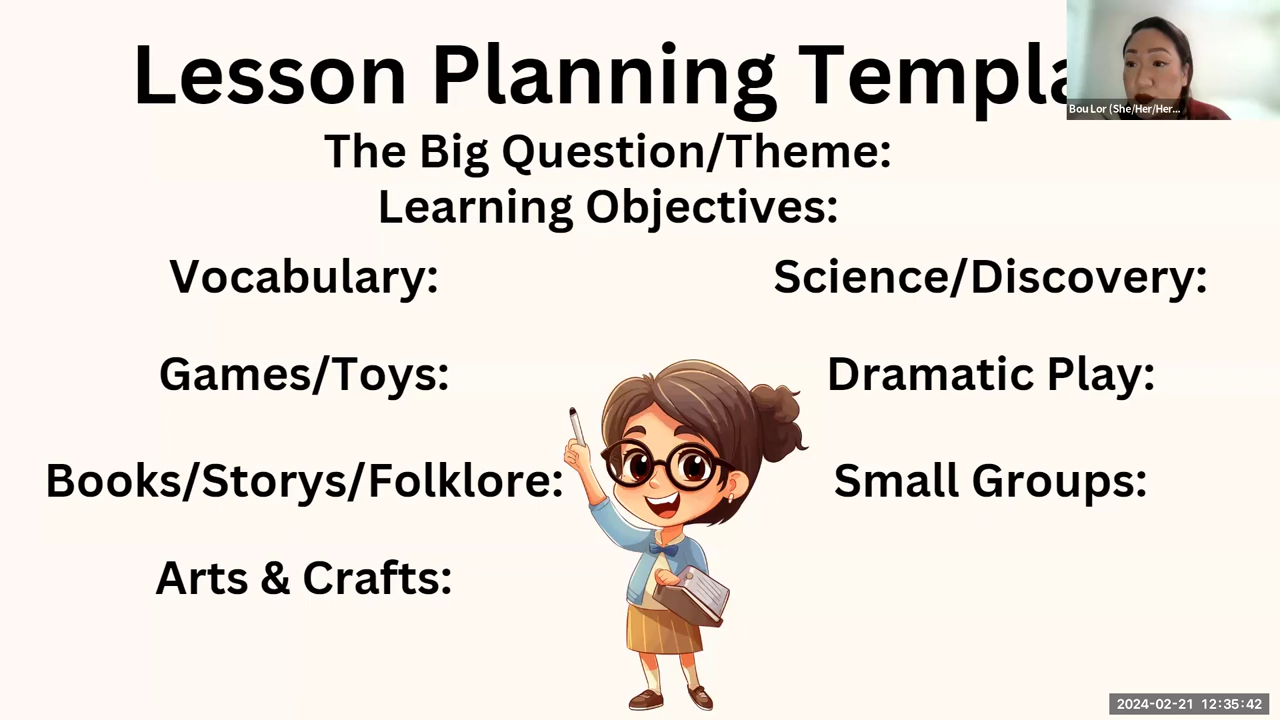 Lesson Planning Templa
The Big Question/Theme:
Learning Objectives:
Vocabulary:
Games/Toys:
Books/Storys/Folklore:
Arts & Crafts:
Science/Discovery:
Dramatic Play:
Small Groups:
Bou Lor (She/Her/Her...
2024-02-21 12:35:42